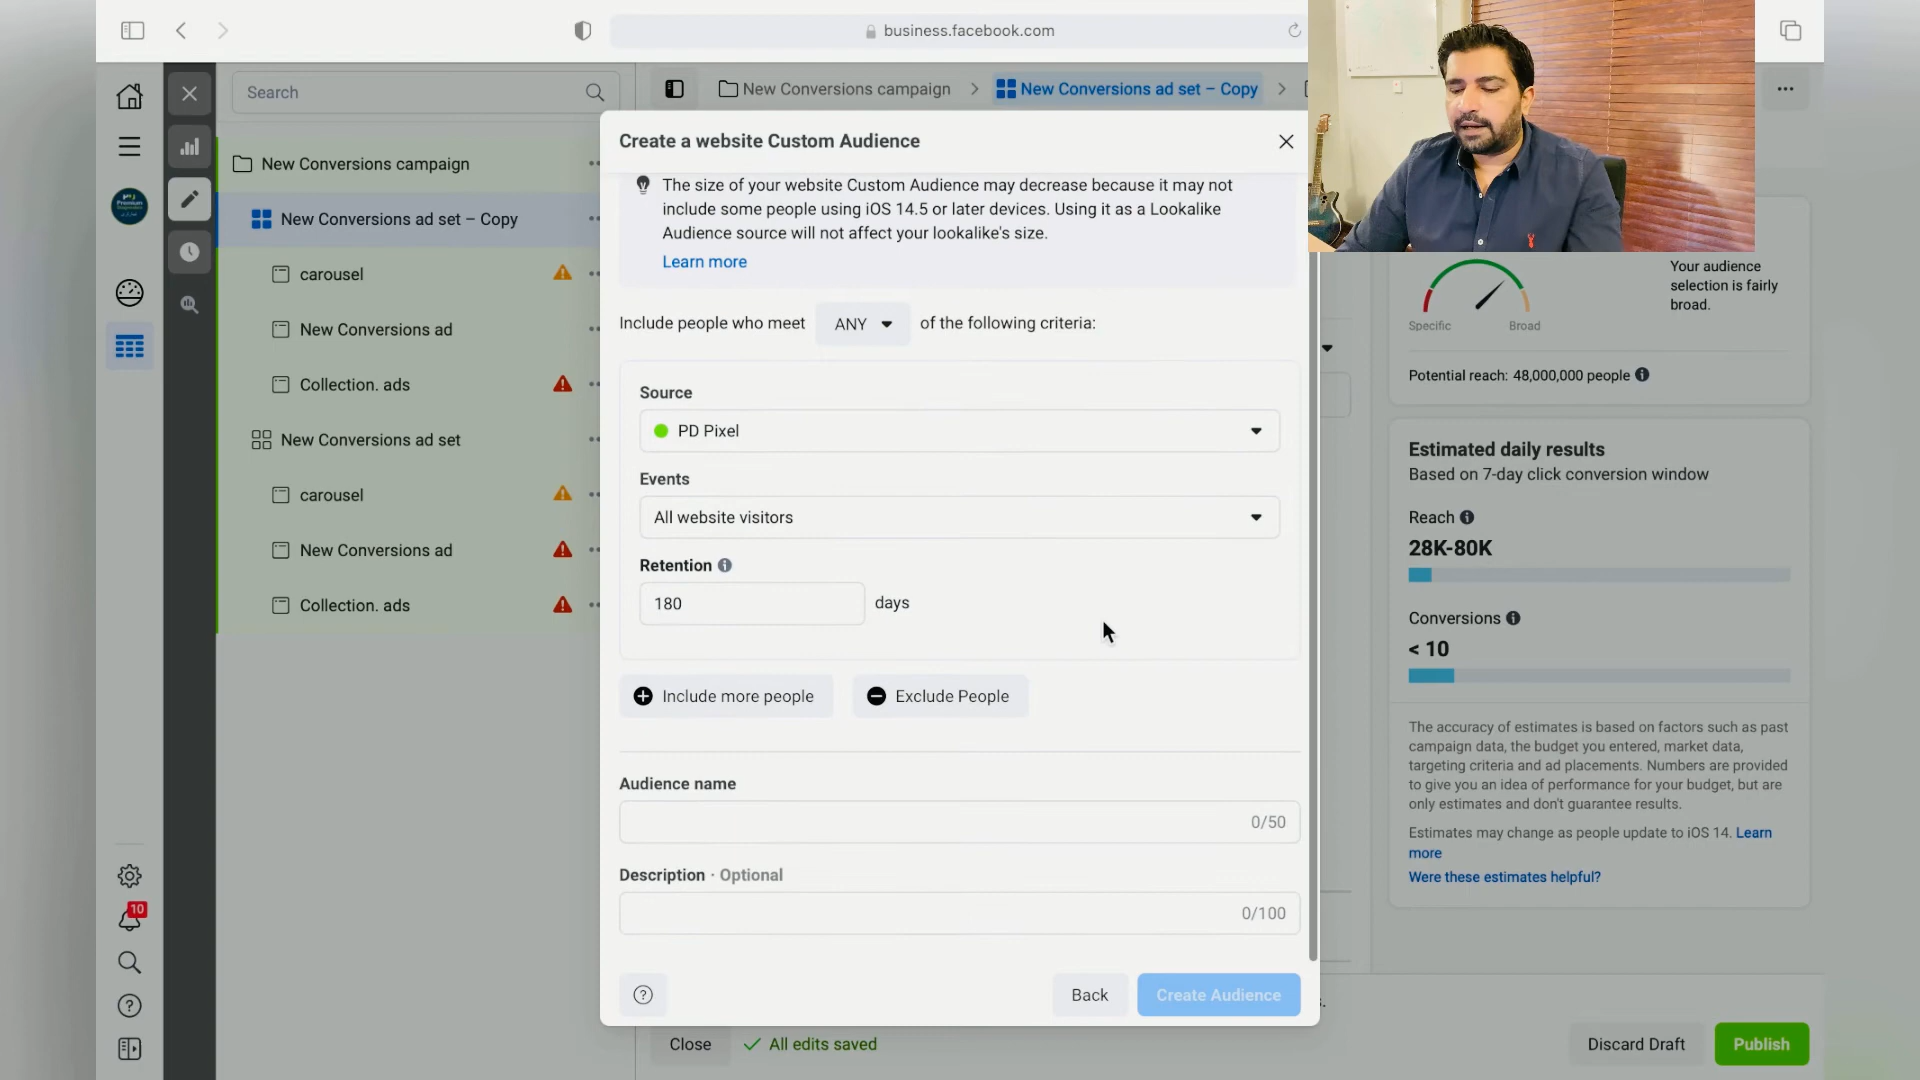 business.facebook.com
Search
New Conversions campaign
New Conversions ad set – Copy
New Conversions campaign
New Conversions ad set – Copy
carousel
New Conversions ad
Collection. ads
New Conversions ad set
carousel
New Conversions ad
Collection. ads
10
Create a website Custom Audience
The size of your website Custom Audience may decrease because it may not
include some people using iOS 14.5 or later devices. Using it as a Lookalike
Audience source will not affect your lookalike's size.
Learn more
Include people who meet ANY of the following criteria:
Source
PD Pixel
Events
All website visitors
Retention
180 days
Include more people
Exclude People
Audience name
0/50
Description · Optional
0/100
Back
Create Audience
Close
All edits saved
Your audience
selection is fairly
broad.
Specific
Broad
Potential reach: 48,000,000 people
Estimated daily results
Based on 7-day click conversion window
Reach
28K-80K
Conversions
< 10
The accuracy of estimates is based on factors such as past
campaign data, the budget you entered, market data,
targeting criteria and ad placements. Numbers are provided
to give you an idea of performance for your budget, but are
only estimates and don't guarantee results.
Estimates may change as people update to iOS 14. Learn
more
Were these estimates helpful?
Discard Draft
Publish